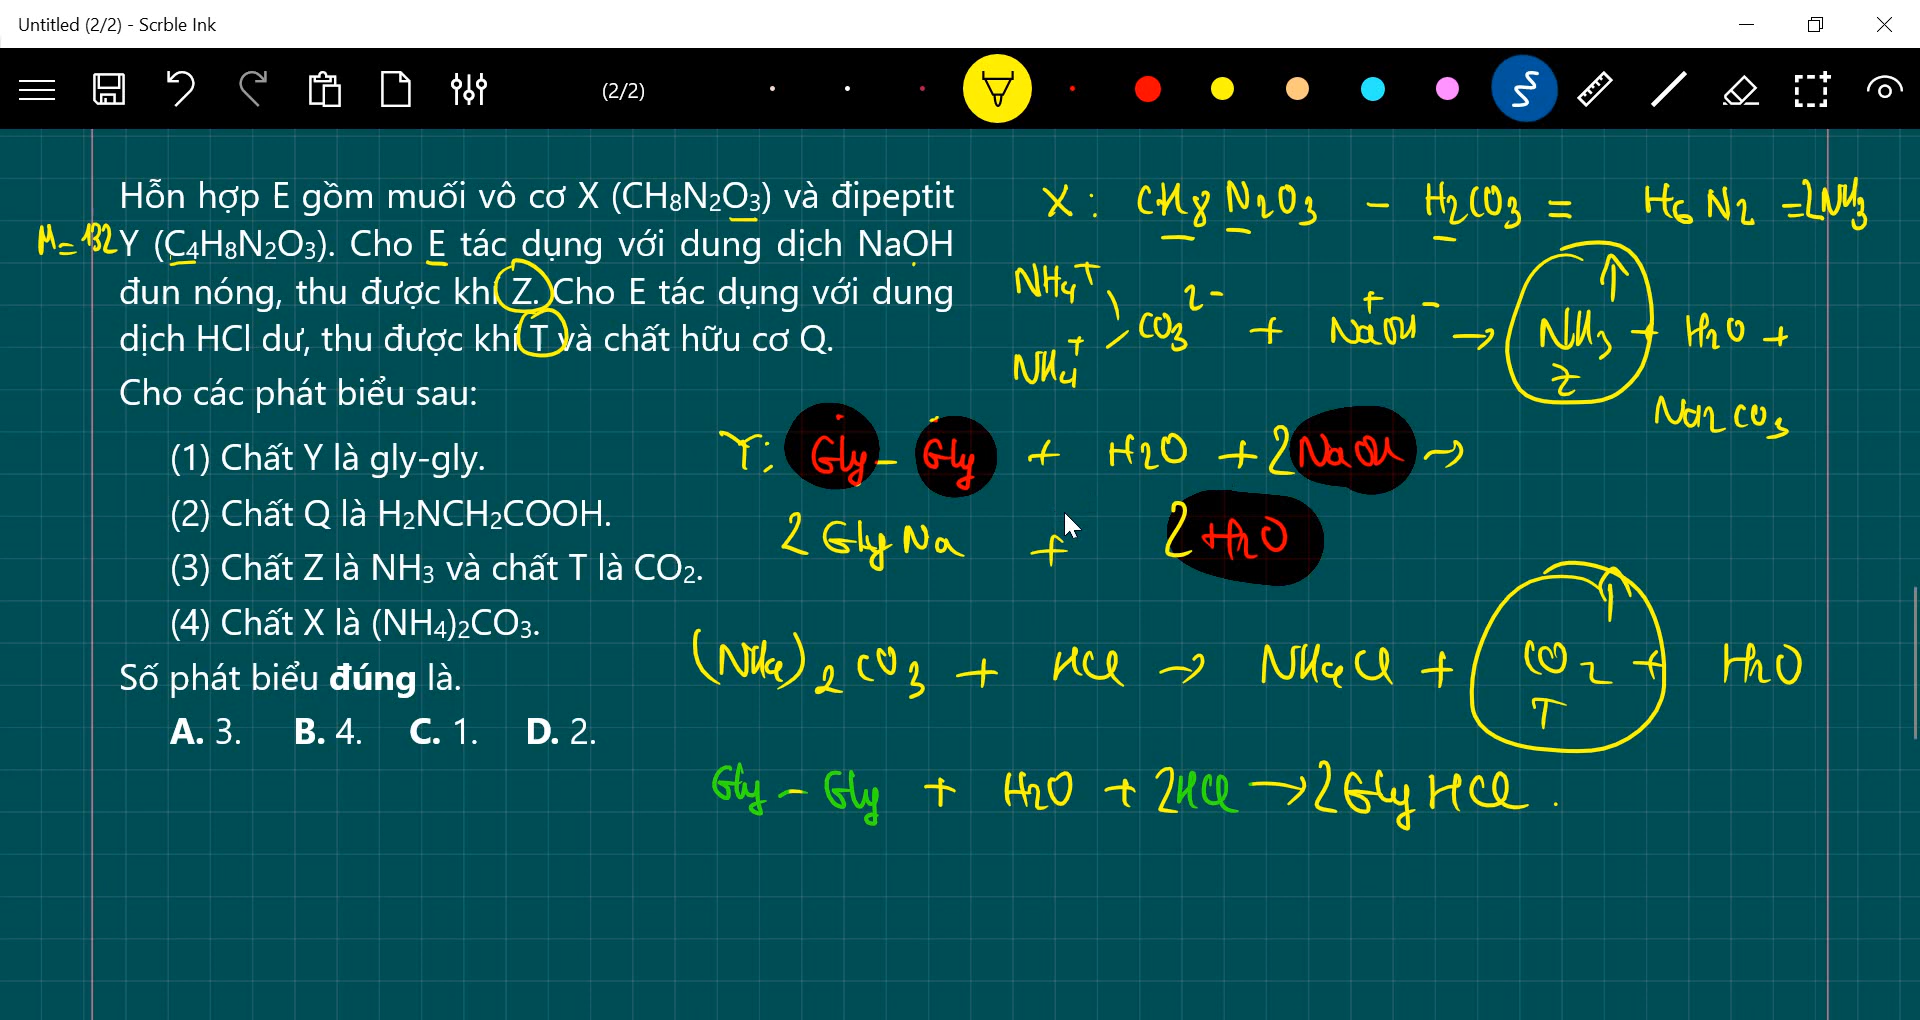 Untitled (2/2) - Scrble Ink
(2/2)
Hỗn hợp E gồm muối vô cơ X (CH₈N₂O₃) và đipeptit
M=132 Y (C₄H₈N₂O₃). Cho E tác dụng với dung dịch NaOH
đun nóng, thu được khí Z. Cho E tác dụng với dung
dịch HCl dư, thu được khí T và chất hữu cơ Q.
Cho các phát biểu sau:
(1) Chất Y là gly-gly.
(2) Chất Q là H₂NCH₂COOH.
(3) Chất Z là NH₃ và chất T là CO₂.
(4) Chất X là (NH₄)₂CO₃.
Số phát biểu đúng là.
A. 3. B. 4. C. 1. D. 2.
X: CH₈N₂O₃ - H₂CO₃ = H₆N₂ = 2NH₃
NH₄⁺
CO₃²⁻ + Na⁺OH⁻ → NH₃ ↑ + H₂O +
NH₄⁺
Z
Na₂CO₃
Y: Gly - Gly + H₂O + 2NaOH →
2GlyNa + 2H₂O
(NH₄)₂CO₃ + HCl → NH₄Cl + CO₂ ↑ + H₂O
T
Gly - Gly + H₂O + 2HCl → 2GlyHCl.